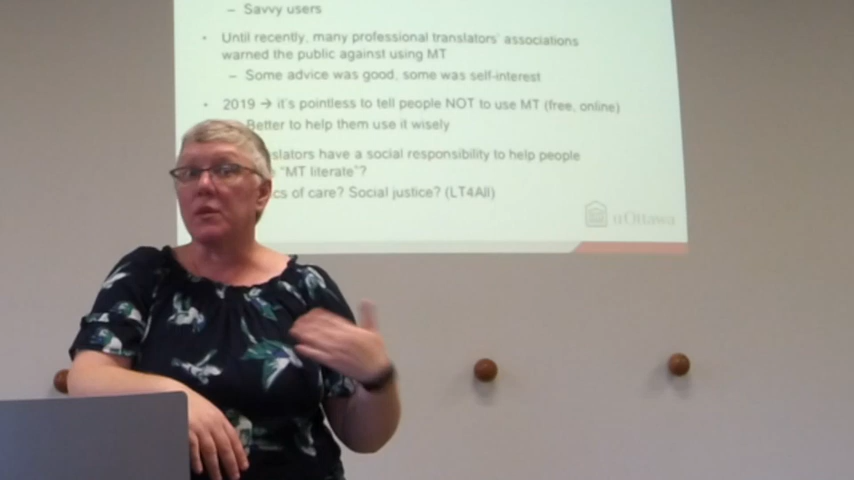 – Savvy users
• Until recently, many professional translators' associations
warned the public against using MT
– Some advice was good, some was self-interest
• 2019 → it's pointless to tell people NOT to use MT (free, online)
Better to help them use it wisely
have a social responsibility to help people
"MT literate"?
of care? Social justice? (LT4All)
uOttawa